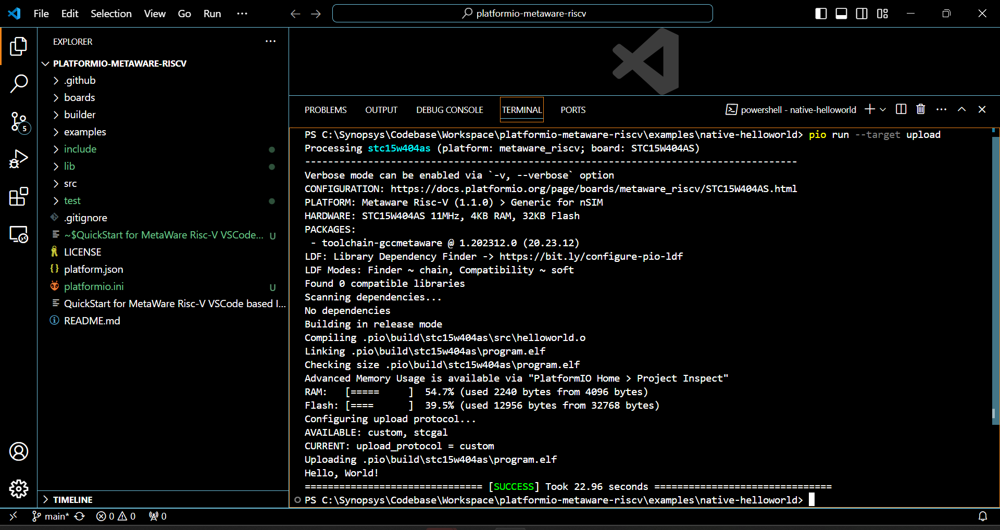 File Edit Selection View Go Run ···
platformio-metaware-riscv
EXPLORER
PLATFORMIO-METAWARE-RISCV
.github
boards
builder
examples
include
lib
src
test
.gitignore
~$QuickStart for MetaWare Risc-V VSCode... U
LICENSE
platform.json
platformio.ini U
QuickStart for MetaWare Risc-V VSCode based I...
README.md
TIMELINE
5
PROBLEMS OUTPUT DEBUG CONSOLE TERMINAL PORTS
powershell - native-helloworld
PS C:\Synopsys\Codebase\Workspace\platformio-metaware-riscv\examples\native-helloworld> pio run --target upload
Processing stc15w404as (platform: metaware_riscv; board: STC15W404AS)
--------------------------------------------------------------------------------------
Verbose mode can be enabled via `-v, --verbose` option
CONFIGURATION: https://docs.platformio.org/page/boards/metaware_riscv/STC15W404AS.html
PLATFORM: Metaware Risc-V (1.1.0) > Generic for nSIM
HARDWARE: STC15W404AS 11MHz, 4KB RAM, 32KB Flash
PACKAGES:
- toolchain-gccmetaware @ 1.202312.0 (20.23.12)
LDF: Library Dependency Finder -> https://bit.ly/configure-pio-ldf
LDF Modes: Finder ~ chain, Compatibility ~ soft
Found 0 compatible libraries
Scanning dependencies...
No dependencies
Building in release mode
Compiling .pio\build\stc15w404as\src\helloworld.o
Linking .pio\build\stc15w404as\program.elf
Checking size .pio\build\stc15w404as\program.elf
Advanced Memory Usage is available via "PlatformIO Home > Project Inspect"
RAM:   [=====     ]  54.7% (used 2240 bytes from 4096 bytes)
Flash: [====      ]  39.5% (used 12956 bytes from 32768 bytes)
Configuring upload protocol...
AVAILABLE: custom, stcgal
CURRENT: upload_protocol = custom
Uploading .pio\build\stc15w404as\program.elf
Hello, World!
=============================== [SUCCESS] Took 22.96 seconds ===============================
PS C:\Synopsys\Codebase\Workspace\platformio-metaware-riscv\examples\native-helloworld>
main* 0 0 0